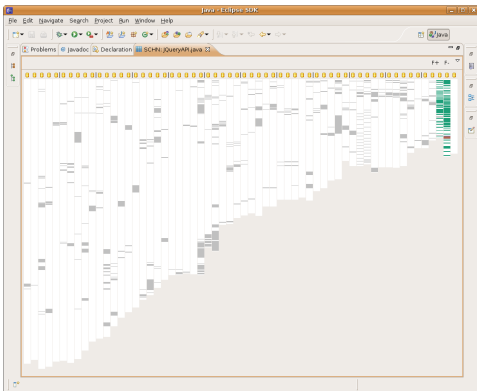 Java - Eclipse SDK
File Edit Navigate Search Project Run Window Help
Java
Problems @ Javadoc Declaration SCHN: JQueryAPI.java
F+ F-